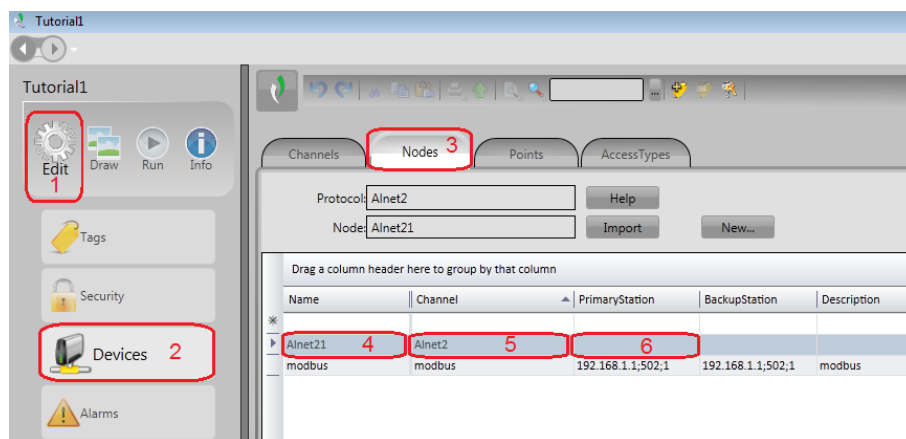 Tutorial1
Tutorial1
Edit Draw Run Info
1
Tags
Security
Devices 2
Alarms
...
Channels Nodes 3 Points AccessTypes
Protocol: Alnet2 Help
Node: Alnet21 Import New...
Drag a column header here to group by that column
Name Channel PrimaryStation BackupStation Description
Alnet21 4 Alnet2 5 6
modbus modbus 192.168.1.1;502;1 192.168.1.1;502;1 modbus